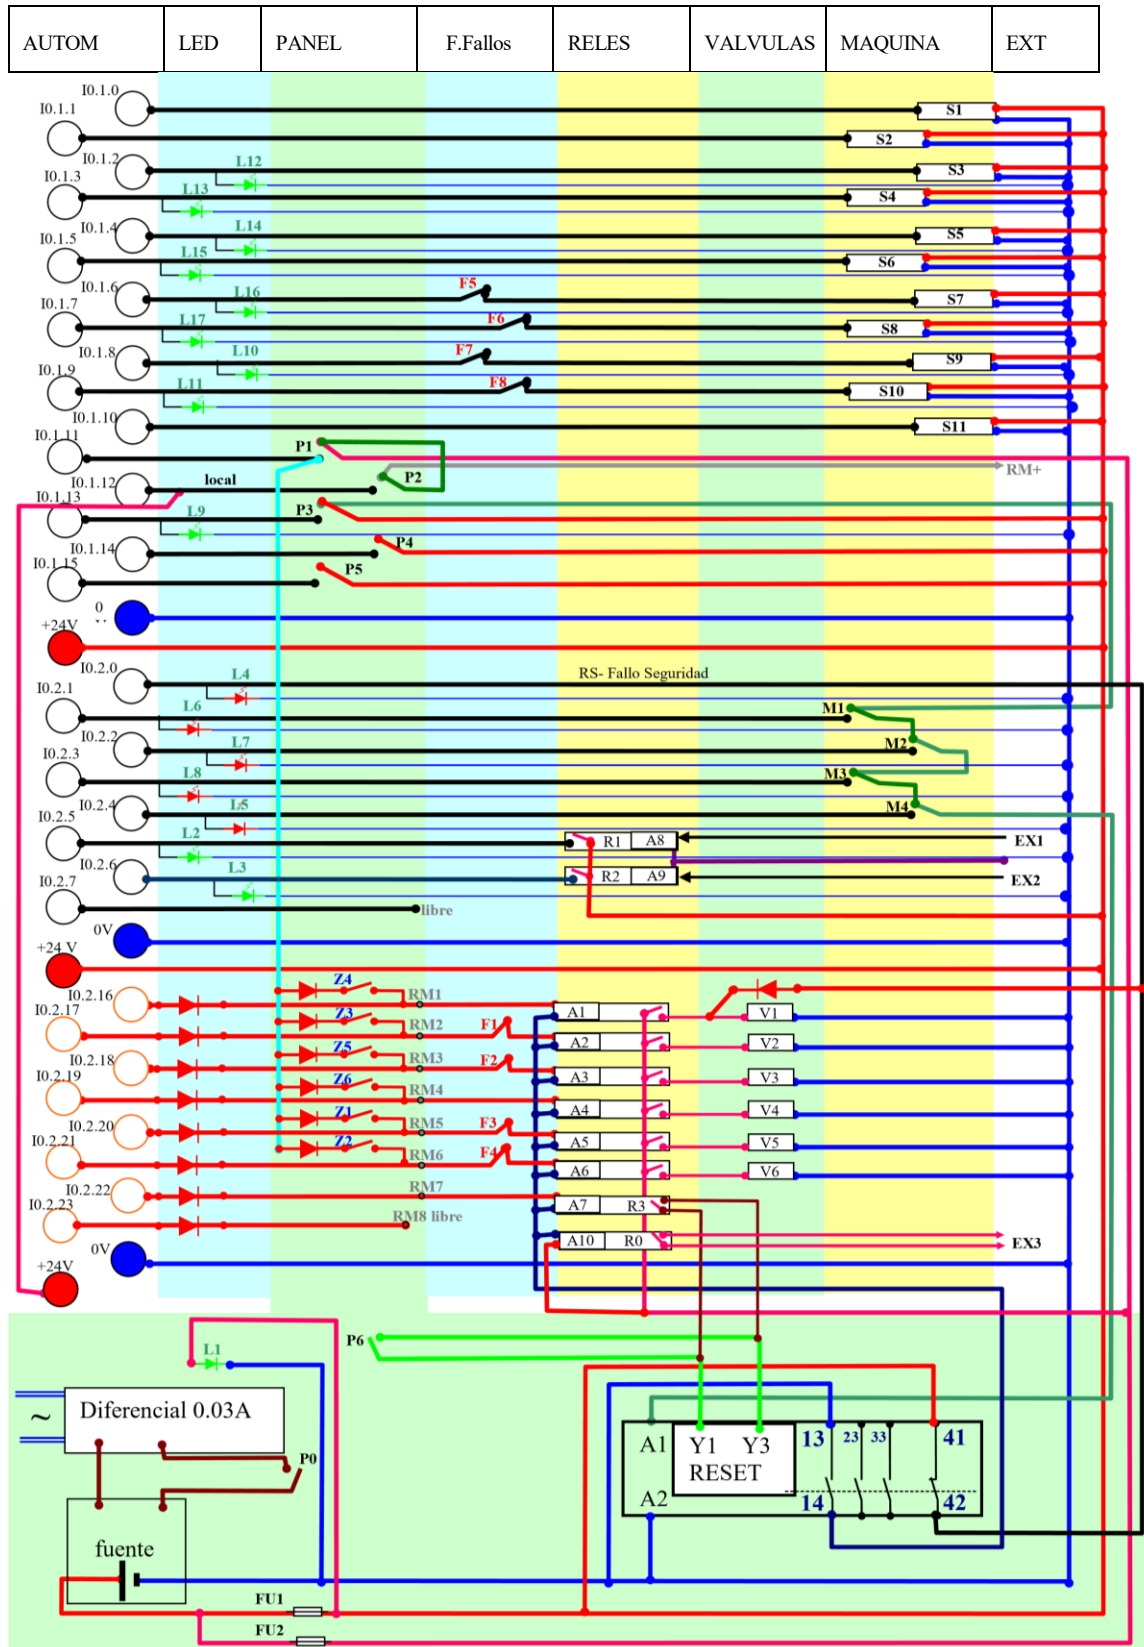 AUTOM LED PANEL F.Fallos RELES VALVULAS MAQUINA EXT
I0.1.0
I0.1.1
S1
S2
I0.1.2
L12
S3
I0.1.3
L13
S4
I0.1.4
L14
S5
I0.1.5
L15
S6
I0.1.6
L16
F5
S7
I0.1.7
L17
F6
S8
I0.1.8
L10
F7
S9
I0.1.9
L11
F8
S10
I0.1.10
S11
I0.1.11
P1
RM+
I0.1.12
local
P2
I0.1.13
L9
P3
I0.1.14
P4
I0.1.15
P5
0
+24V
I0.2.0
L4
RS- Fallo Seguridad
I0.2.1
L6
M1
I0.2.2
L7
M2
I0.2.3
L8
M3
I0.2.4
L5
M4
I0.2.5
L2
R1 A8
EX1
I0.2.6
L3
R2 A9
EX2
I0.2.7
libre
0V
+24 V
I0.2.16
Z4
RM1
A1
V1
I0.2.17
Z3
RM2
F1
A2
V2
I0.2.18
Z5
RM3
F2
A3
V3
I0.2.19
Z6
RM4
A4
V4
I0.2.20
Z1
RM5
F3
A5
V5
I0.2.21
Z2
RM6
F4
A6
V6
I0.2.22
RM7
A7 R3
I0.2.23
RM8 libre
A10 R0
EX3
0V
+24V
P6
L1
~
Diferencial 0.03A
P0
A1 Y1 Y3 13 23 33 41
RESET
A2 14 42
fuente
FU1
FU2